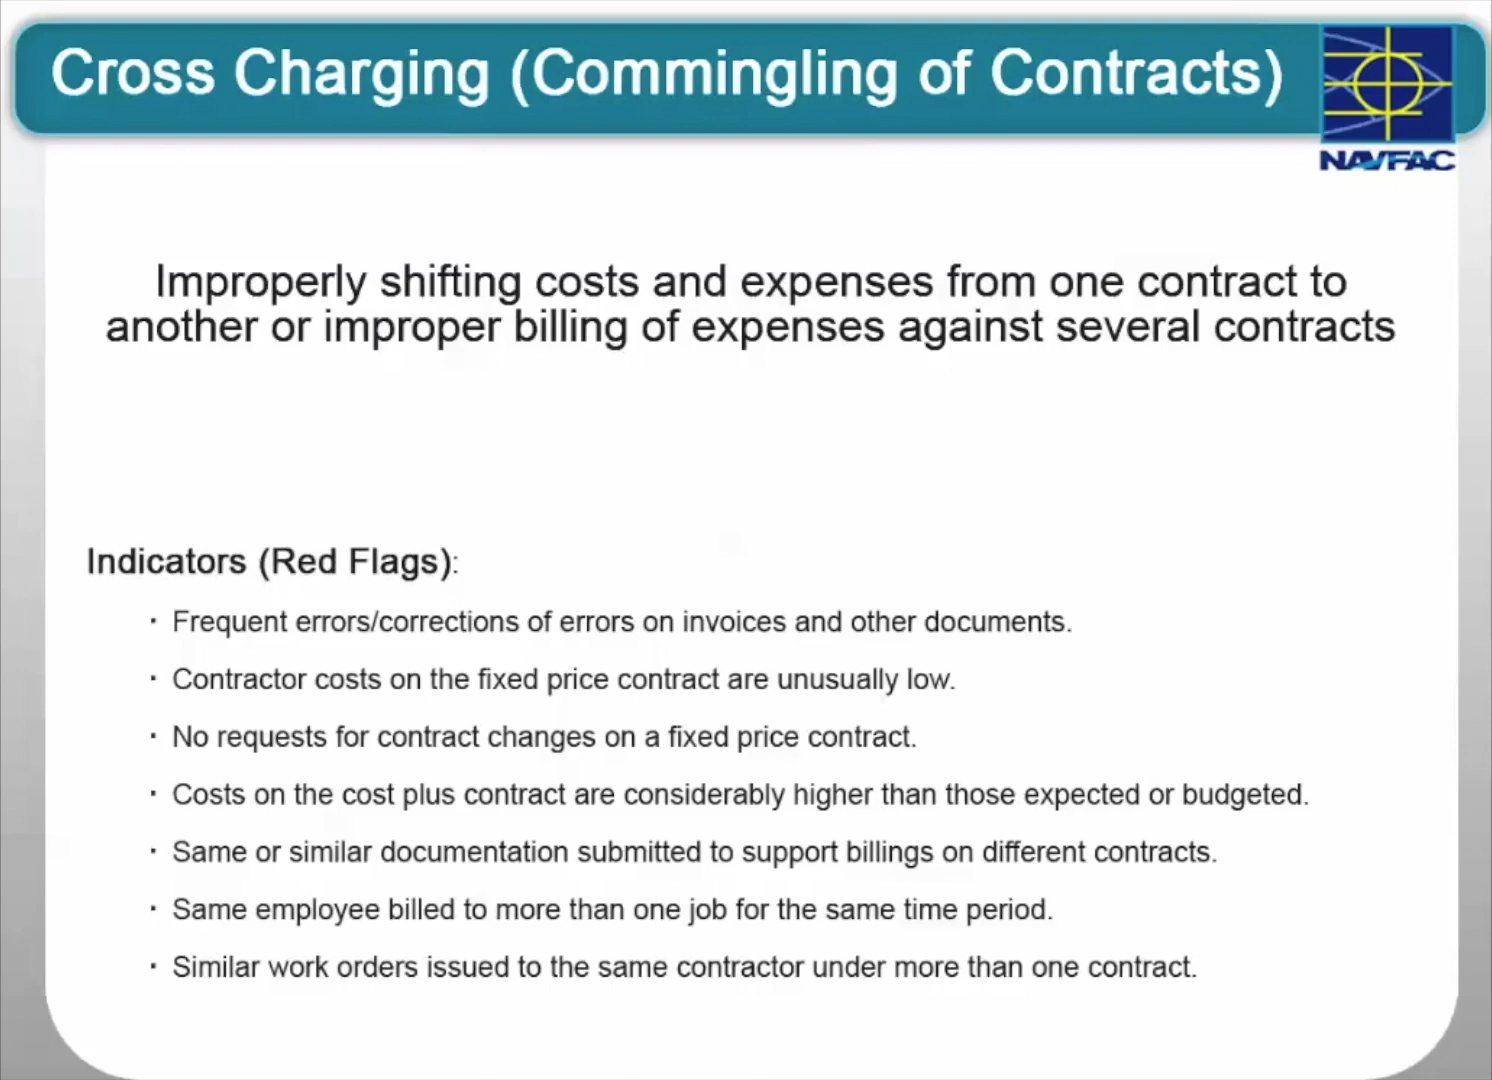 Cross Charging (Commingling of Contracts)
NAVFAC
Improperly shifting costs and expenses from one contract to
another or improper billing of expenses against several contracts
Indicators (Red Flags):
· Frequent errors/corrections of errors on invoices and other documents.
· Contractor costs on the fixed price contract are unusually low.
· No requests for contract changes on a fixed price contract.
· Costs on the cost plus contract are considerably higher than those expected or budgeted.
· Same or similar documentation submitted to support billings on different contracts.
· Same employee billed to more than one job for the same time period.
· Similar work orders issued to the same contractor under more than one contract.